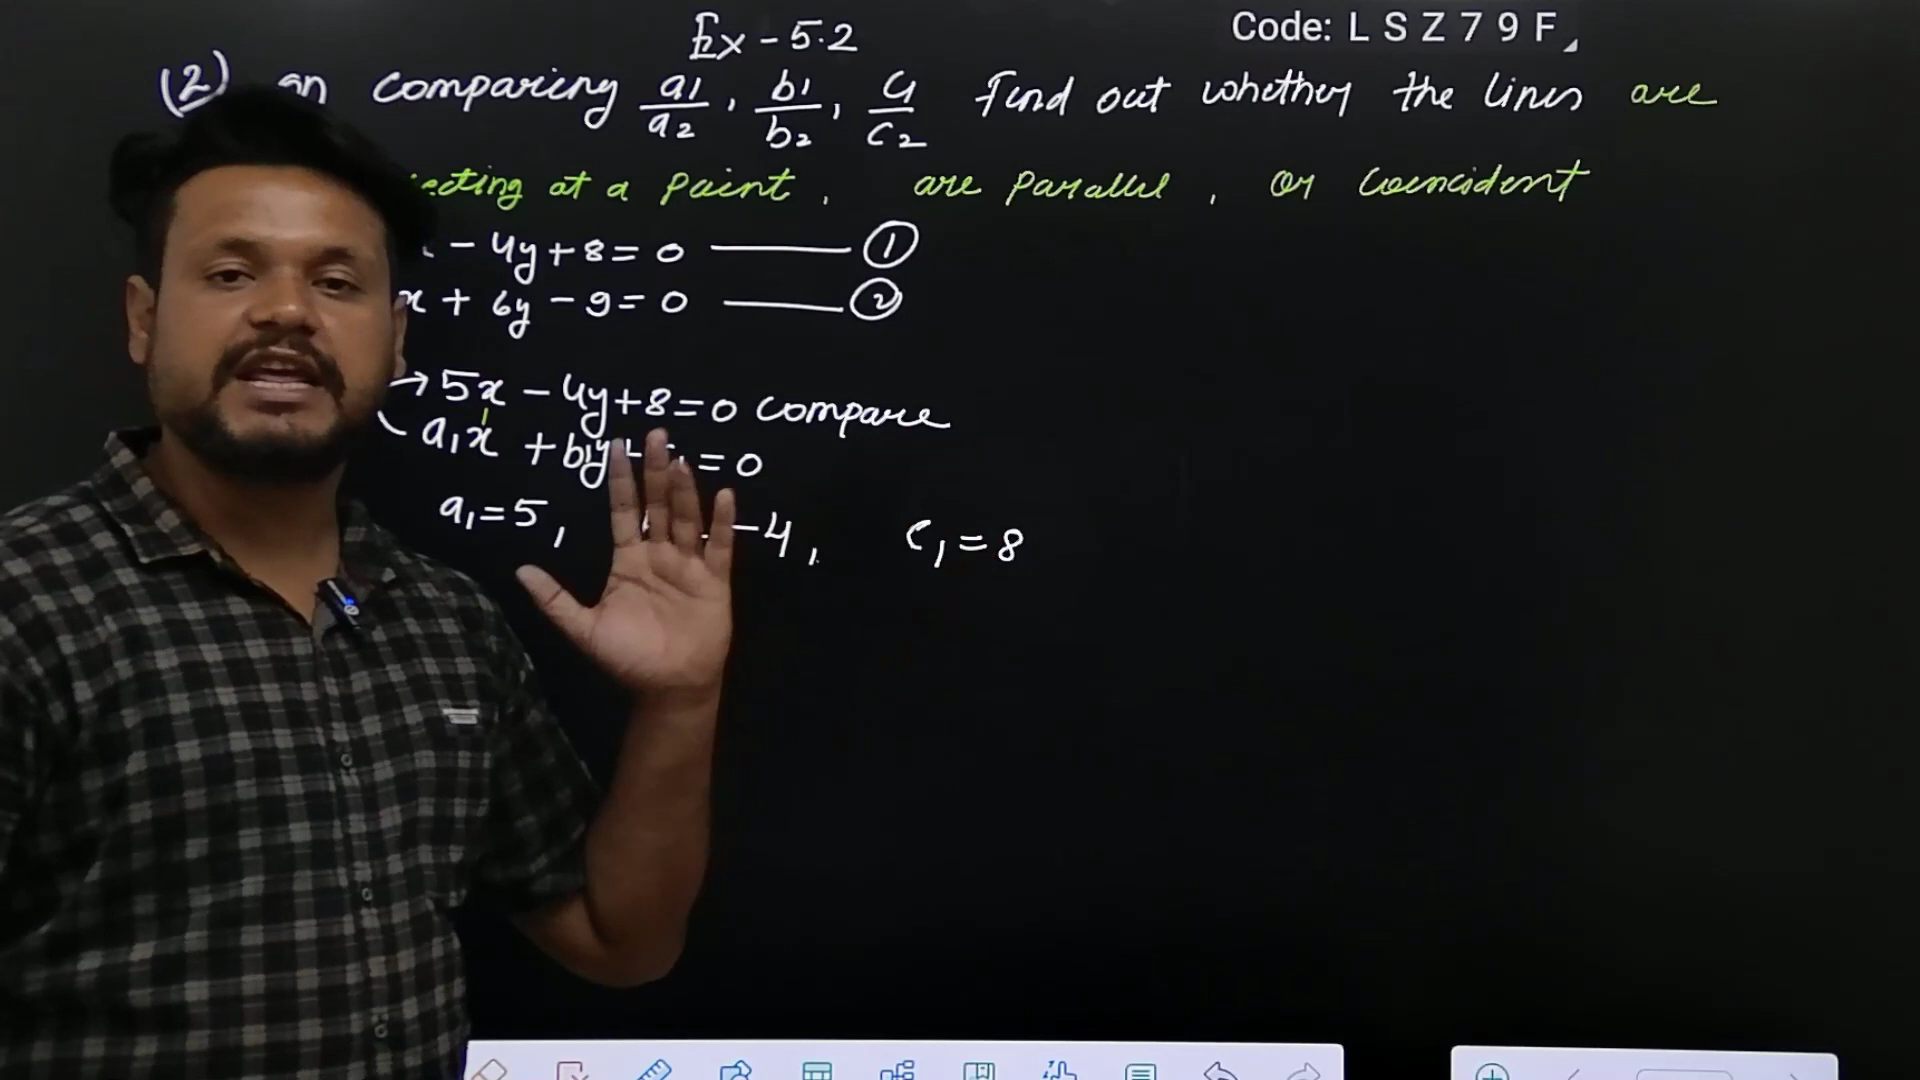 Ex - 5.2
Code: L S Z 7 9 F
(2) on comparing a1/a2, b1/b2, c1/c2 Find out whether the lines are
at a point, are parallel, or coincident
- 4y + 8 = 0 ——— ①
x + 6y - 9 = 0 ——— ②
→ 5x - 4y + 8 = 0 compare
a1x + b1y + = 0
a1 = 5, - 4, c1 = 8